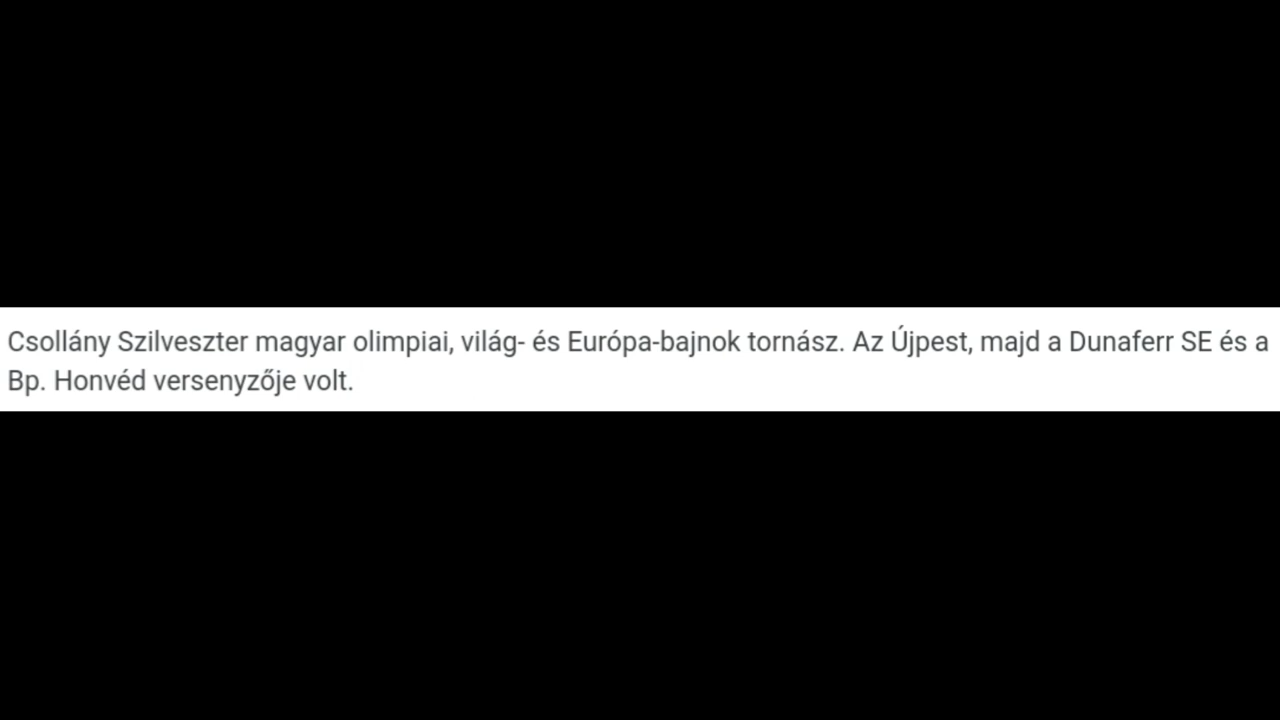 Csollány Szilveszter magyar olimpiai, világ- és Európa-bajnok tornász. Az Újpest, majd a Dunaferr SE és a
Bp. Honvéd versenyzője volt.